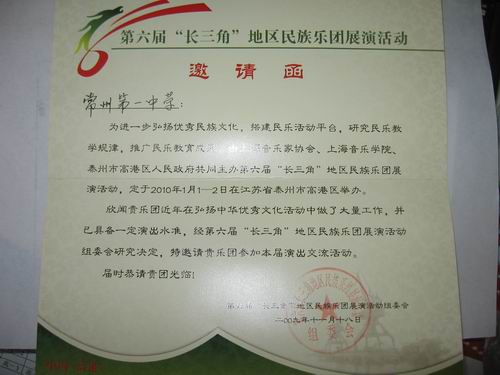 第六届“长三角”地区民族乐团展演活动
邀请函
常州第一中学：
为进一步弘扬优秀民族文化，搭建民乐活动平台，研究民乐教
学规律，推广民乐教育成果，由上海音乐家协会、上海音乐学院、
泰州市高港区人民政府共同主办第六届“长三角”地区民族乐团展
演活动，定于2010年1月1—2日在江苏省泰州市高港区举办。
欣闻贵乐团近年在弘扬中华优秀文化活动中做了大量工作，并
已具备一定演出水准，经第六届“长三角”地区民族乐团展演活动
组委会研究决定，特邀请贵乐团参加本届演出交流活动。
届时恭请贵团光临！
第六届“长三角”地区民族乐团展演活动组委会
二00九年十一月十八日
组委会